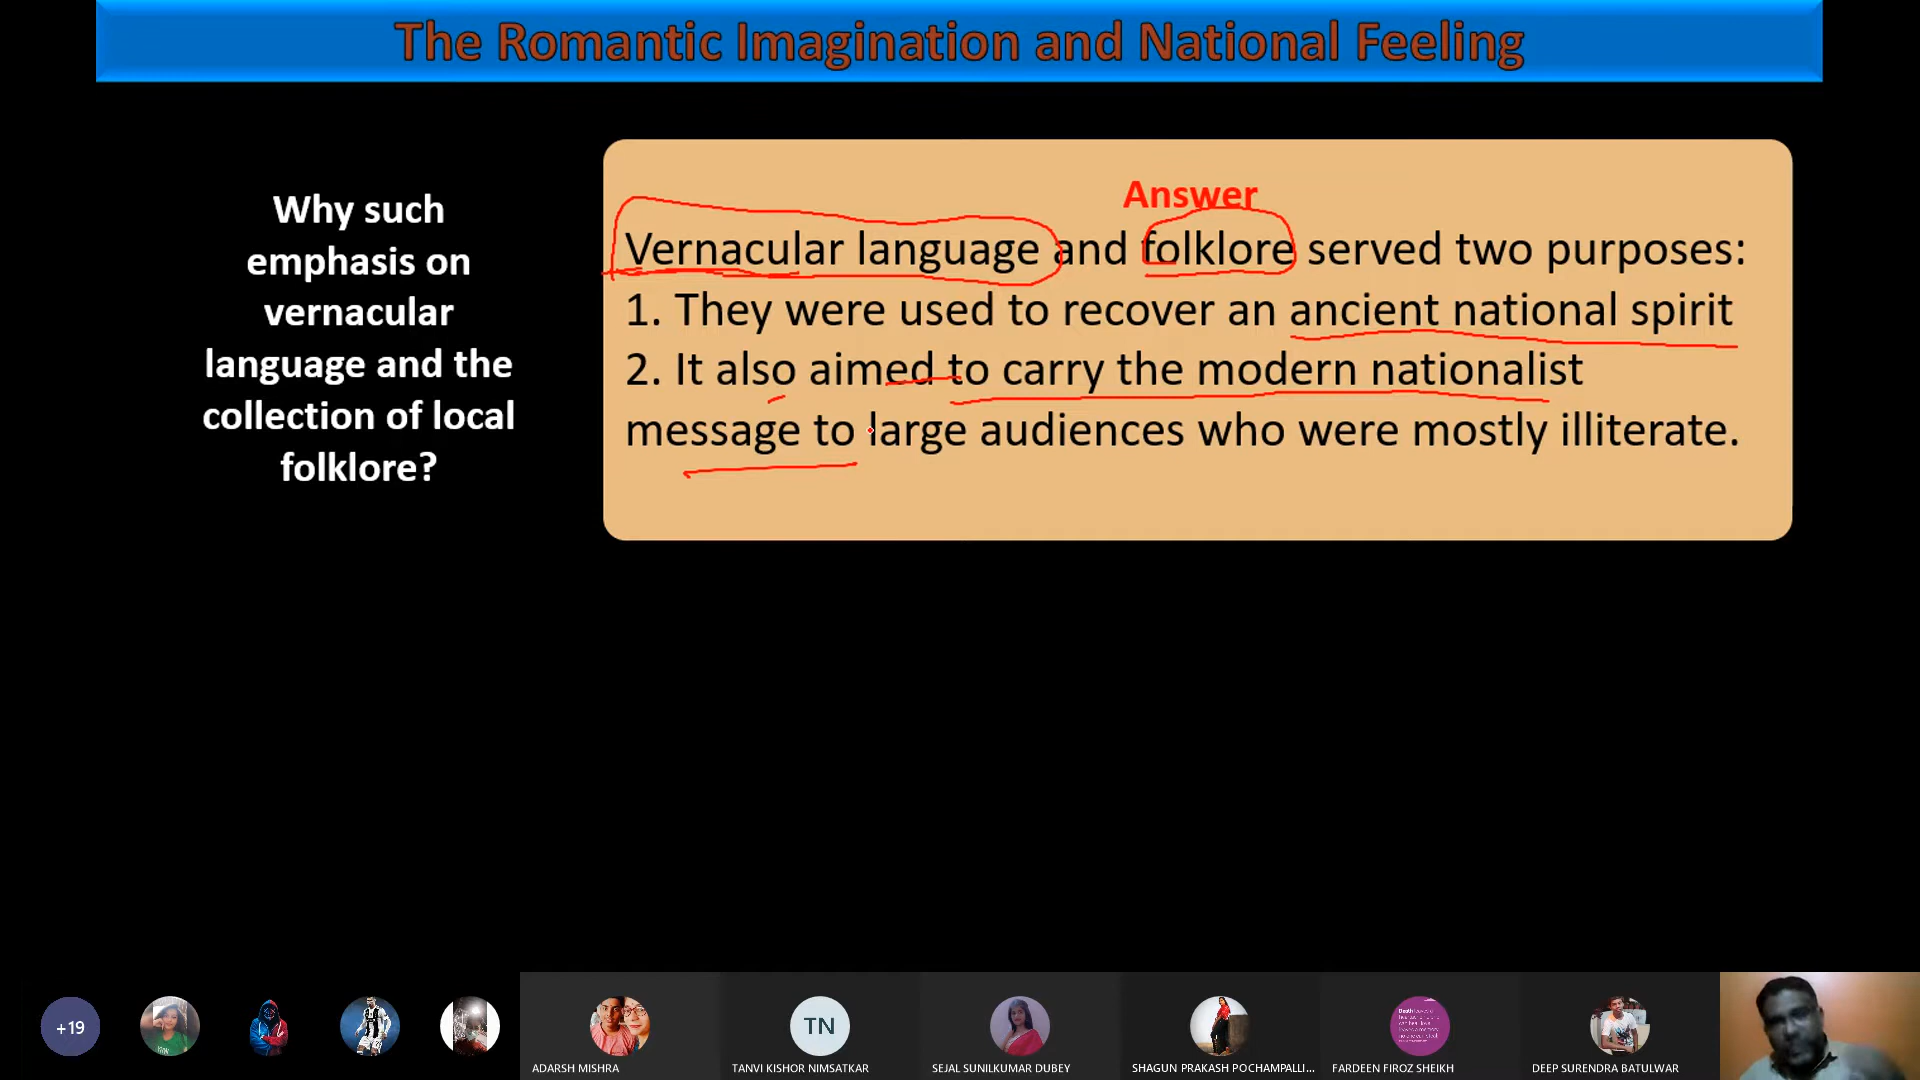 The Romantic Imagination and National Feeling
Why such
emphasis on
vernacular
language and the
collection of local
folklore?
Answer
Vernacular language and folklore served two purposes:
1. They were used to recover an ancient national spirit
2. It also aimed to carry the modern nationalist
message to large audiences who were mostly illiterate.
+19
ADARSH MISHRA
TN
TANVI KISHOR NIMSATKAR
SEJAL SUNILKUMAR DUBEY
SHAGUN PRAKASH POCHAMPALLI...
FARDEEN FIROZ SHEIKH
DEEP SURENDRA BATULWAR